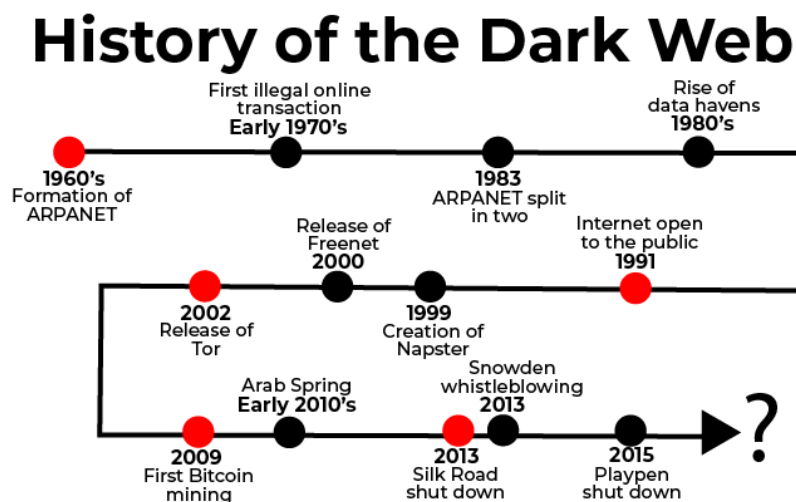 History of the Dark Web
First illegal online
transaction
Early 1970's
Rise of
data havens
1980's
1960's
Formation of
ARPANET
1983
ARPANET split
in two
Release of
Freenet
2000
Internet open
to the public
1991
2002
Release of
Tor
1999
Creation of
Napster
Arab Spring
Early 2010's
Snowden
whistleblowing
2013
?
2009
First Bitcoin
mining
2013
Silk Road
shut down
2015
Playpen
shut down